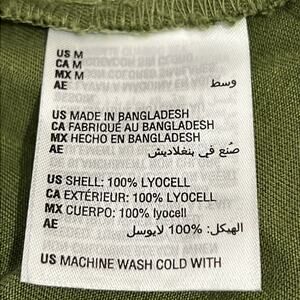 US M
CA M
MX M
AE وسط
US MADE IN BANGLADESH
CA FABRIQUÉ AU BANGLADESH
MX HECHO EN BANGLADESH
AE صُنع في بنغلاديش
US SHELL: 100% LYOCELL
CA EXTÉRIEUR: 100% LYOCELL
MX CUERPO: 100% lyocell
AE الهيكل: 100% لايوسل
US MACHINE WASH COLD WITH